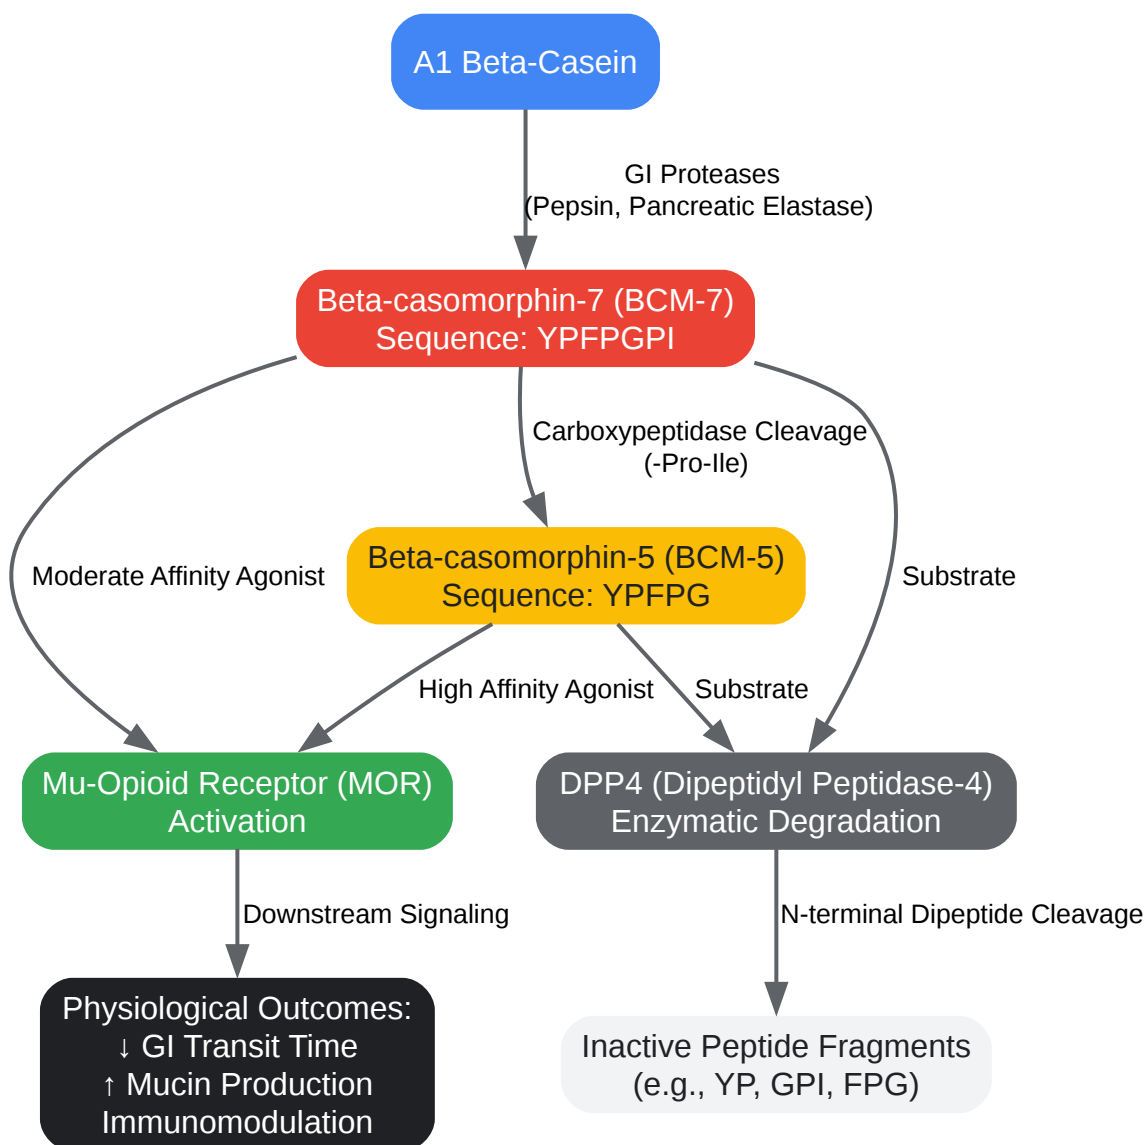 A1 Beta-Casein
GI Proteases
(Pepsin, Pancreatic Elastase)
Beta-casomorphin-7 (BCM-7)
Sequence: YPFPGPI
Carboxypeptidase Cleavage
(-Pro-Ile)
Beta-casomorphin-5 (BCM-5)
Sequence: YPFPG
Moderate Affinity Agonist
Substrate
High Affinity Agonist
Substrate
Mu-Opioid Receptor (MOR)
Activation
DPP4 (Dipeptidyl Peptidase-4)
Enzymatic Degradation
Downstream Signaling
N-terminal Dipeptide Cleavage
Physiological Outcomes:
↓ GI Transit Time
↑ Mucin Production
Immunomodulation
Inactive Peptide Fragments
(e.g., YP, GPI, FPG)